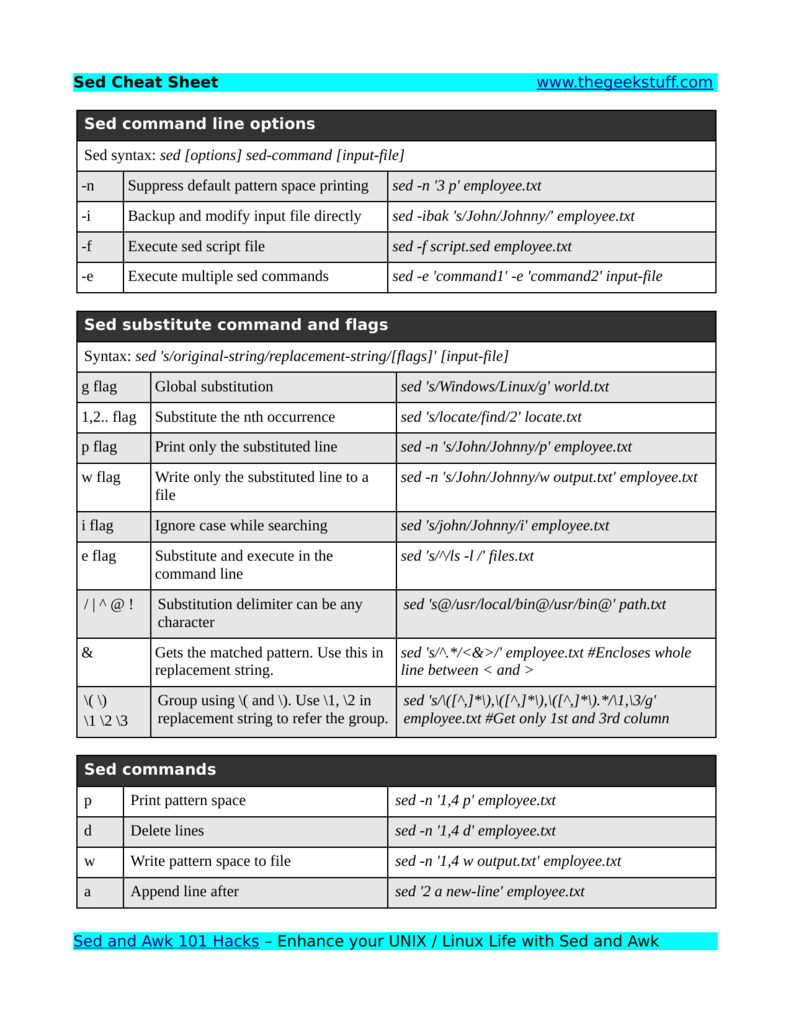 Sed Cheat Sheet www.thegeekstuff.com
Sed command line options
Sed syntax: sed [options] sed-command [input-file]
-n Suppress default pattern space printing sed -n '3 p' employee.txt
-i Backup and modify input file directly sed -ibak 's/John/Johnny/' employee.txt
-f Execute sed script file sed -f script.sed employee.txt
-e Execute multiple sed commands sed -e 'command1' -e 'command2' input-file
Sed substitute command and flags
Syntax: sed 's/original-string/replacement-string/[flags]' [input-file]
g flag Global substitution sed 's/Windows/Linux/g' world.txt
1,2.. flag Substitute the nth occurrence sed 's/locate/find/2' locate.txt
p flag Print only the substituted line sed -n 's/John/Johnny/p' employee.txt
w flag Write only the substituted line to a sed -n 's/John/Johnny/w output.txt' employee.txt
file
i flag Ignore case while searching sed 's/john/Johnny/i' employee.txt
e flag Substitute and execute in the sed 's/^/ls -l /' files.txt
command line
/ | ^ @ ! Substitution delimiter can be any sed 's@/usr/local/bin@/usr/bin@' path.txt
character
& Gets the matched pattern. Use this in sed 's/^.*/<&>/' employee.txt #Encloses whole
replacement string. line between < and >
\( \) Group using \( and \). Use \1, \2 in sed 's/\([^,]*\),\([^,]*\),\([^,]*\).*/\1,\3/g'
\1 \2 \3 replacement string to refer the group. employee.txt #Get only 1st and 3rd column
Sed commands
p Print pattern space sed -n '1,4 p' employee.txt
d Delete lines sed -n '1,4 d' employee.txt
w Write pattern space to file sed -n '1,4 w output.txt' employee.txt
a Append line after sed '2 a new-line' employee.txt
Sed and Awk 101 Hacks – Enhance your UNIX / Linux Life with Sed and Awk